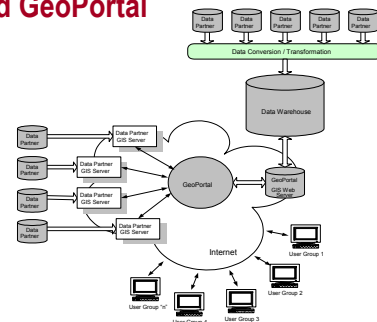 d GeoPortal
Data
Partner
Data
Partner
Data
Partner
Data
Partner
Data
Partner
Data Conversion / Transformation
Data Warehouse
Data Partner
GIS Server
Data
Partner
Data Partner
GIS Server
Data
Partner
Data Partner
GIS Server
Data
Partner
Data Partner
GIS Server
Data
Partner
GeoPortal
GeoPortal
GIS Web
Server
Internet
User Group 1
User Group 2
User Group 3
User Group 4
User Group "n"